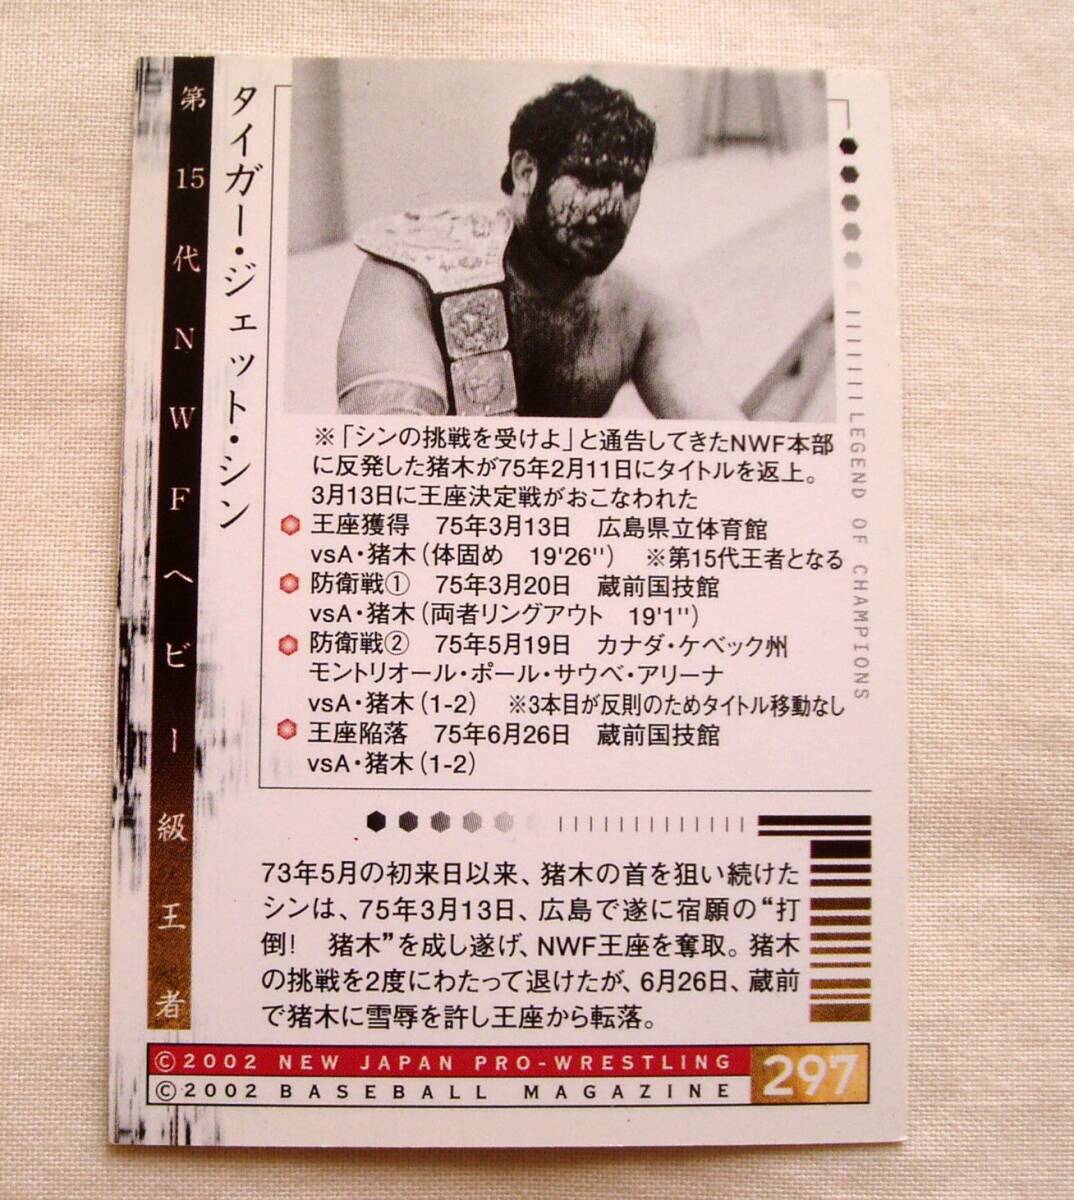 第15代NWFヘビー級王者
タイガー・ジェット・シン
※「シンの挑戦を受けよ」と通告してきたNWF本部
に反発した猪木が75年2月11日にタイトルを返上。
3月13日に王座決定戦がおこなわれた
王座獲得 75年3月13日 広島県立体育館
vsA・猪木(体固め 19'26'') ※第15代王者となる
防衛戦① 75年3月20日 蔵前国技館
vsA・猪木(両者リングアウト 19'1'')
防衛戦② 75年5月19日 カナダ・ケベック州
モントリオール・ポール・サウベ・アリーナ
vsA・猪木(1-2) ※3本目が反則のためタイトル移動なし
王座陥落 75年6月26日 蔵前国技館
vsA・猪木(1-2)
LEGEND OF CHAMPIONS
73年5月の初来日以来、猪木の首を狙い続けた
シンは、75年3月13日、広島で遂に宿願の“打
倒! 猪木”を成し遂げ、NWF王座を奪取。猪木
の挑戦を2度にわたって退けたが、6月26日、蔵前
で猪木に雪辱を許し王座から転落。
©2002 NEW JAPAN PRO-WRESTLING
©2002 BASEBALL MAGAZINE
297